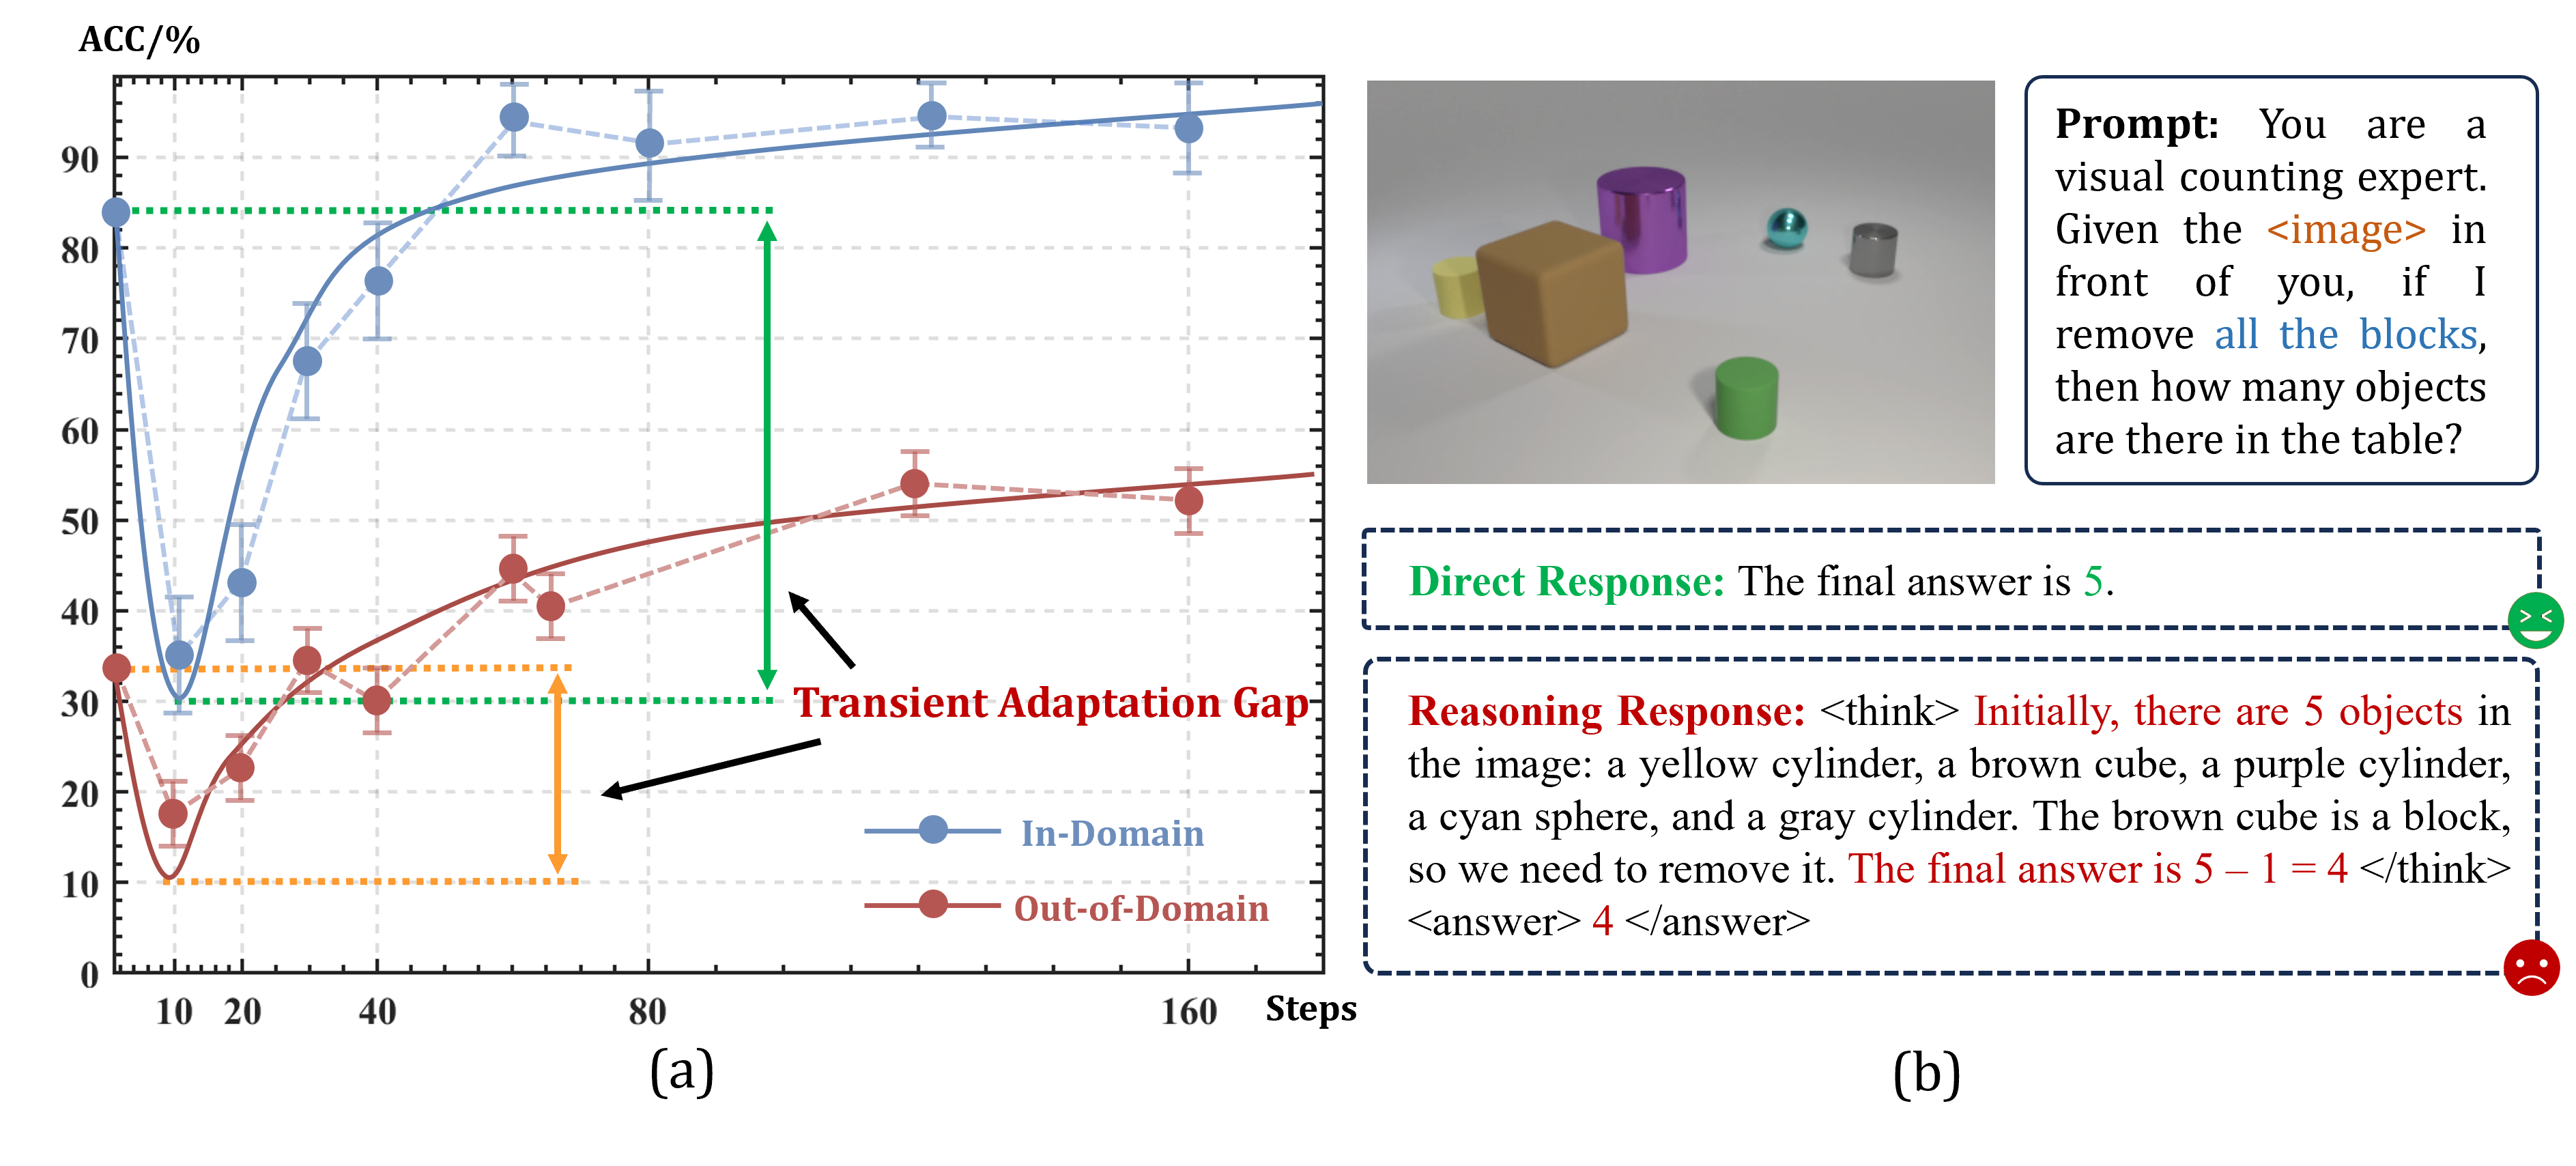 ACC/%
90
80
70
60
50
40
30
20
10
0
10 20 40 80 160 Steps
Transient Adaptation Gap
In-Domain
Out-of-Domain
(a)
Prompt: You are a
visual counting expert.
Given the <image> in
front of you, if I
remove all the blocks,
then how many objects
are there in the table?
Direct Response: The final answer is 5.
Reasoning Response: <think> Initially, there are 5 objects in
the image: a yellow cylinder, a brown cube, a purple cylinder,
a cyan sphere, and a gray cylinder. The brown cube is a block,
so we need to remove it. The final answer is 5 – 1 = 4 </think>
<answer> 4 </answer>
(b)